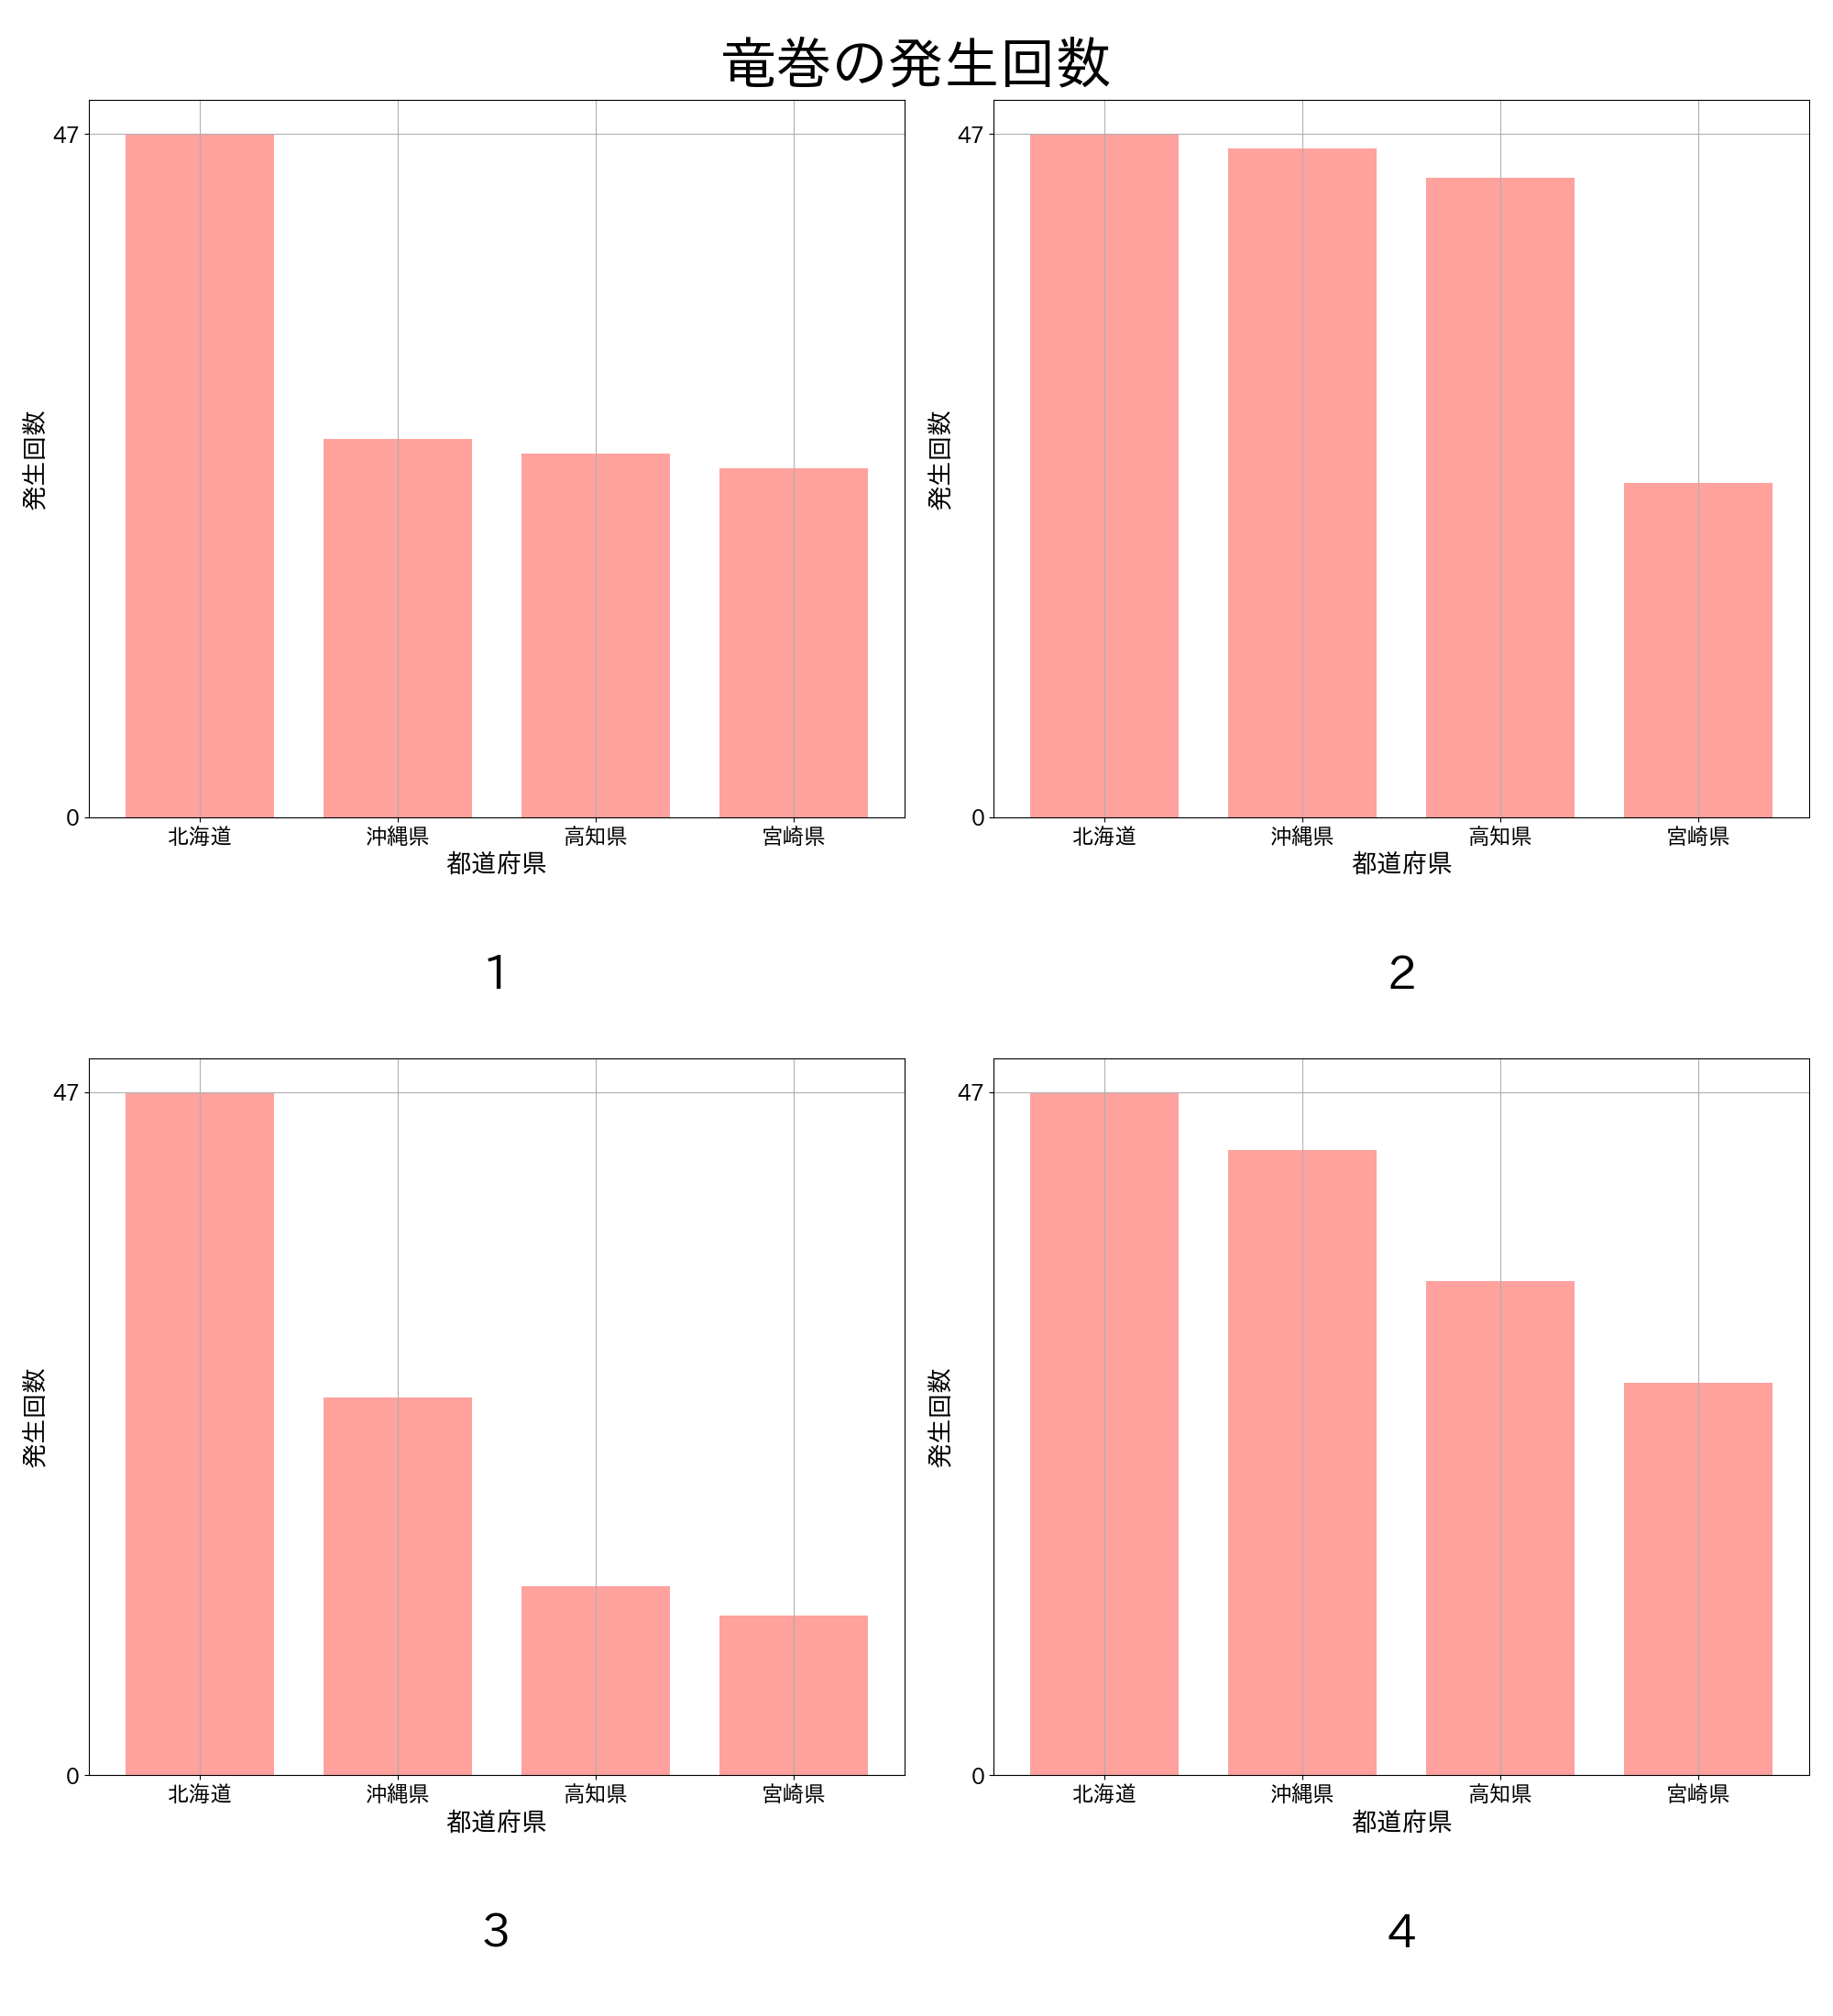 竜巻の発生回数
47
0
発生回数
北海道 沖縄県 高知県 宮崎県
都道府県
1
47
0
発生回数
北海道 沖縄県 高知県 宮崎県
都道府県
2
47
0
発生回数
北海道 沖縄県 高知県 宮崎県
都道府県
3
47
0
発生回数
北海道 沖縄県 高知県 宮崎県
都道府県
4